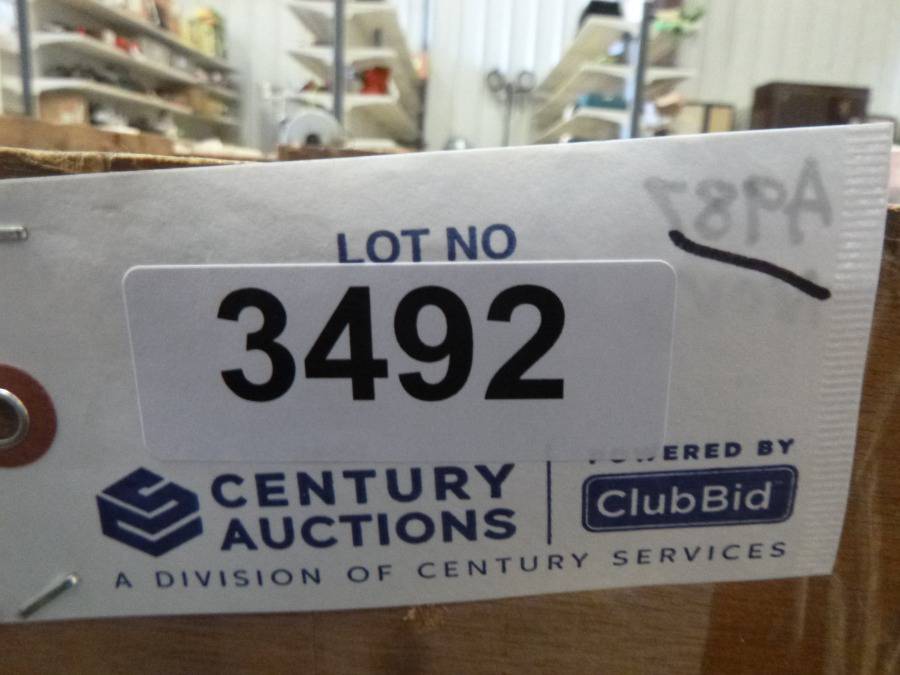 A987
LOT NO
3492
CENTURY
AUCTIONS
POWERED BY
ClubBid
A DIVISION OF CENTURY SERVICES